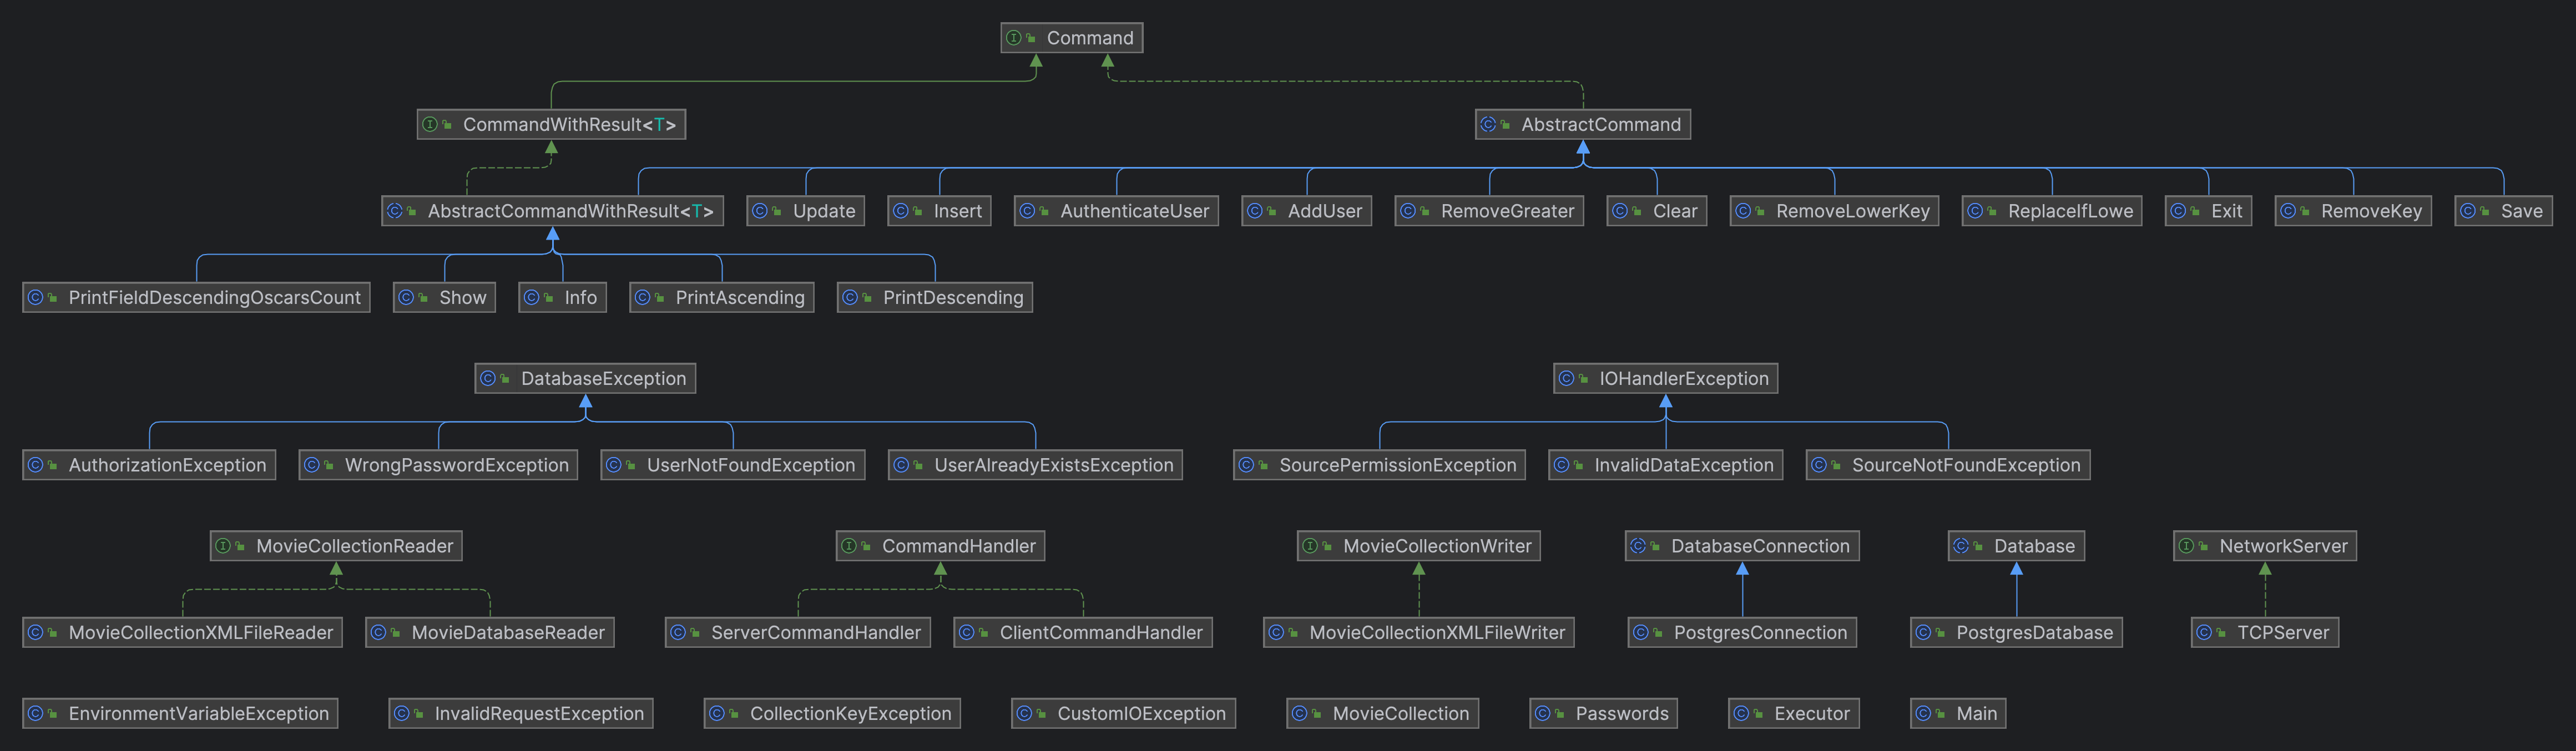 Command
CommandWithResult<T>
AbstractCommand
AbstractCommandWithResult<T>
Update
Insert
AuthenticateUser
AddUser
RemoveGreater
Clear
RemoveLowerKey
ReplaceIfLowe
Exit
RemoveKey
Save
PrintFieldDescendingOscarsCount
Show
Info
PrintAscending
PrintDescending
DatabaseException
IOHandlerException
AuthorizationException
WrongPasswordException
UserNotFoundException
UserAlreadyExistsException
SourcePermissionException
InvalidDataException
SourceNotFoundException
MovieCollectionReader
CommandHandler
MovieCollectionWriter
DatabaseConnection
Database
NetworkServer
MovieCollectionXMLFileReader
MovieDatabaseReader
ServerCommandHandler
ClientCommandHandler
MovieCollectionXMLFileWriter
PostgresConnection
PostgresDatabase
TCPServer
EnvironmentVariableException
InvalidRequestException
CollectionKeyException
CustomIOException
MovieCollection
Passwords
Executor
Main